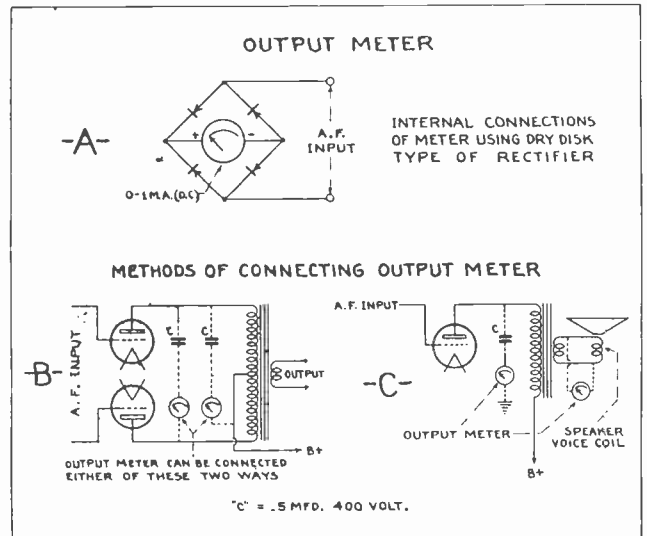 OUTPUT METER
-A-
+ -
A.F.
INPUT
INTERNAL CONNECTIONS
OF METER USING DRY DISK
TYPE OF RECTIFIER
0-1 M.A. (D.C)
METHODS OF CONNECTING OUTPUT METER
-B-
A. F. INPUT
C C
OUTPUT
B+
OUTPUT METER CAN BE CONNECTED
EITHER OF THESE TWO WAYS
A.F. INPUT
-C-
C
OUTPUT METER
SPEAKER
VOICE COIL
B+
"C" = .5 MFD. 400 VOLT.